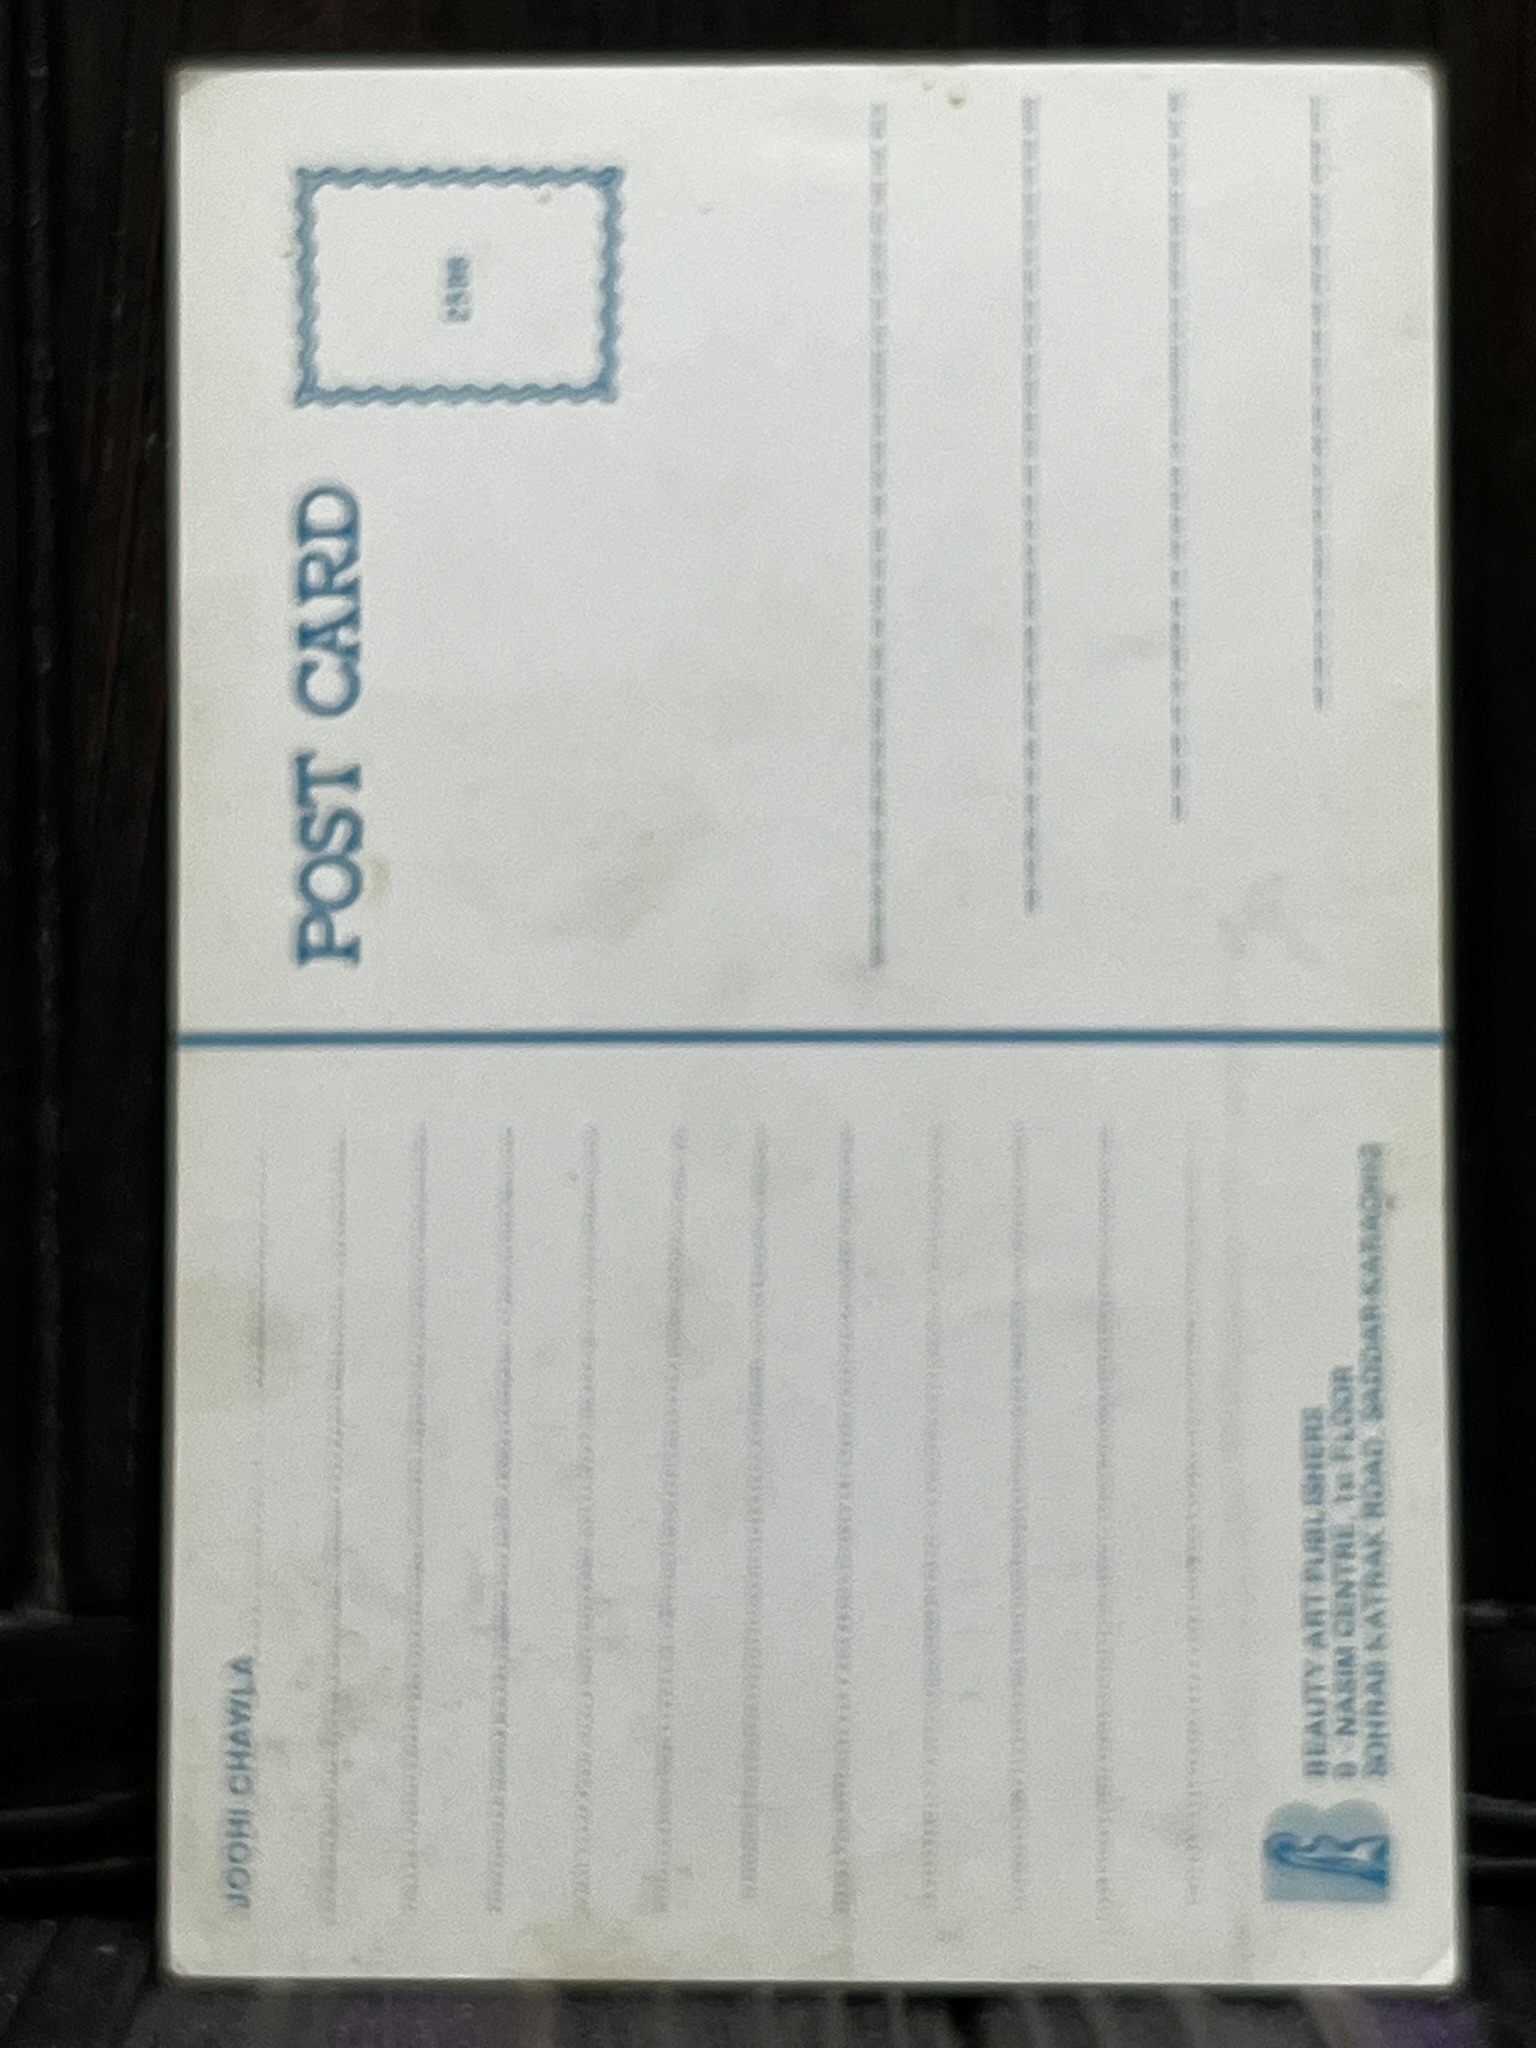 JOOHI CHAWLA
POST CARD
BEAUTY ART PUBLISHERS
NASIM CENTRE, 1st FLOOR
SOHRAB KATRAK ROAD, SADDAR KARACHI